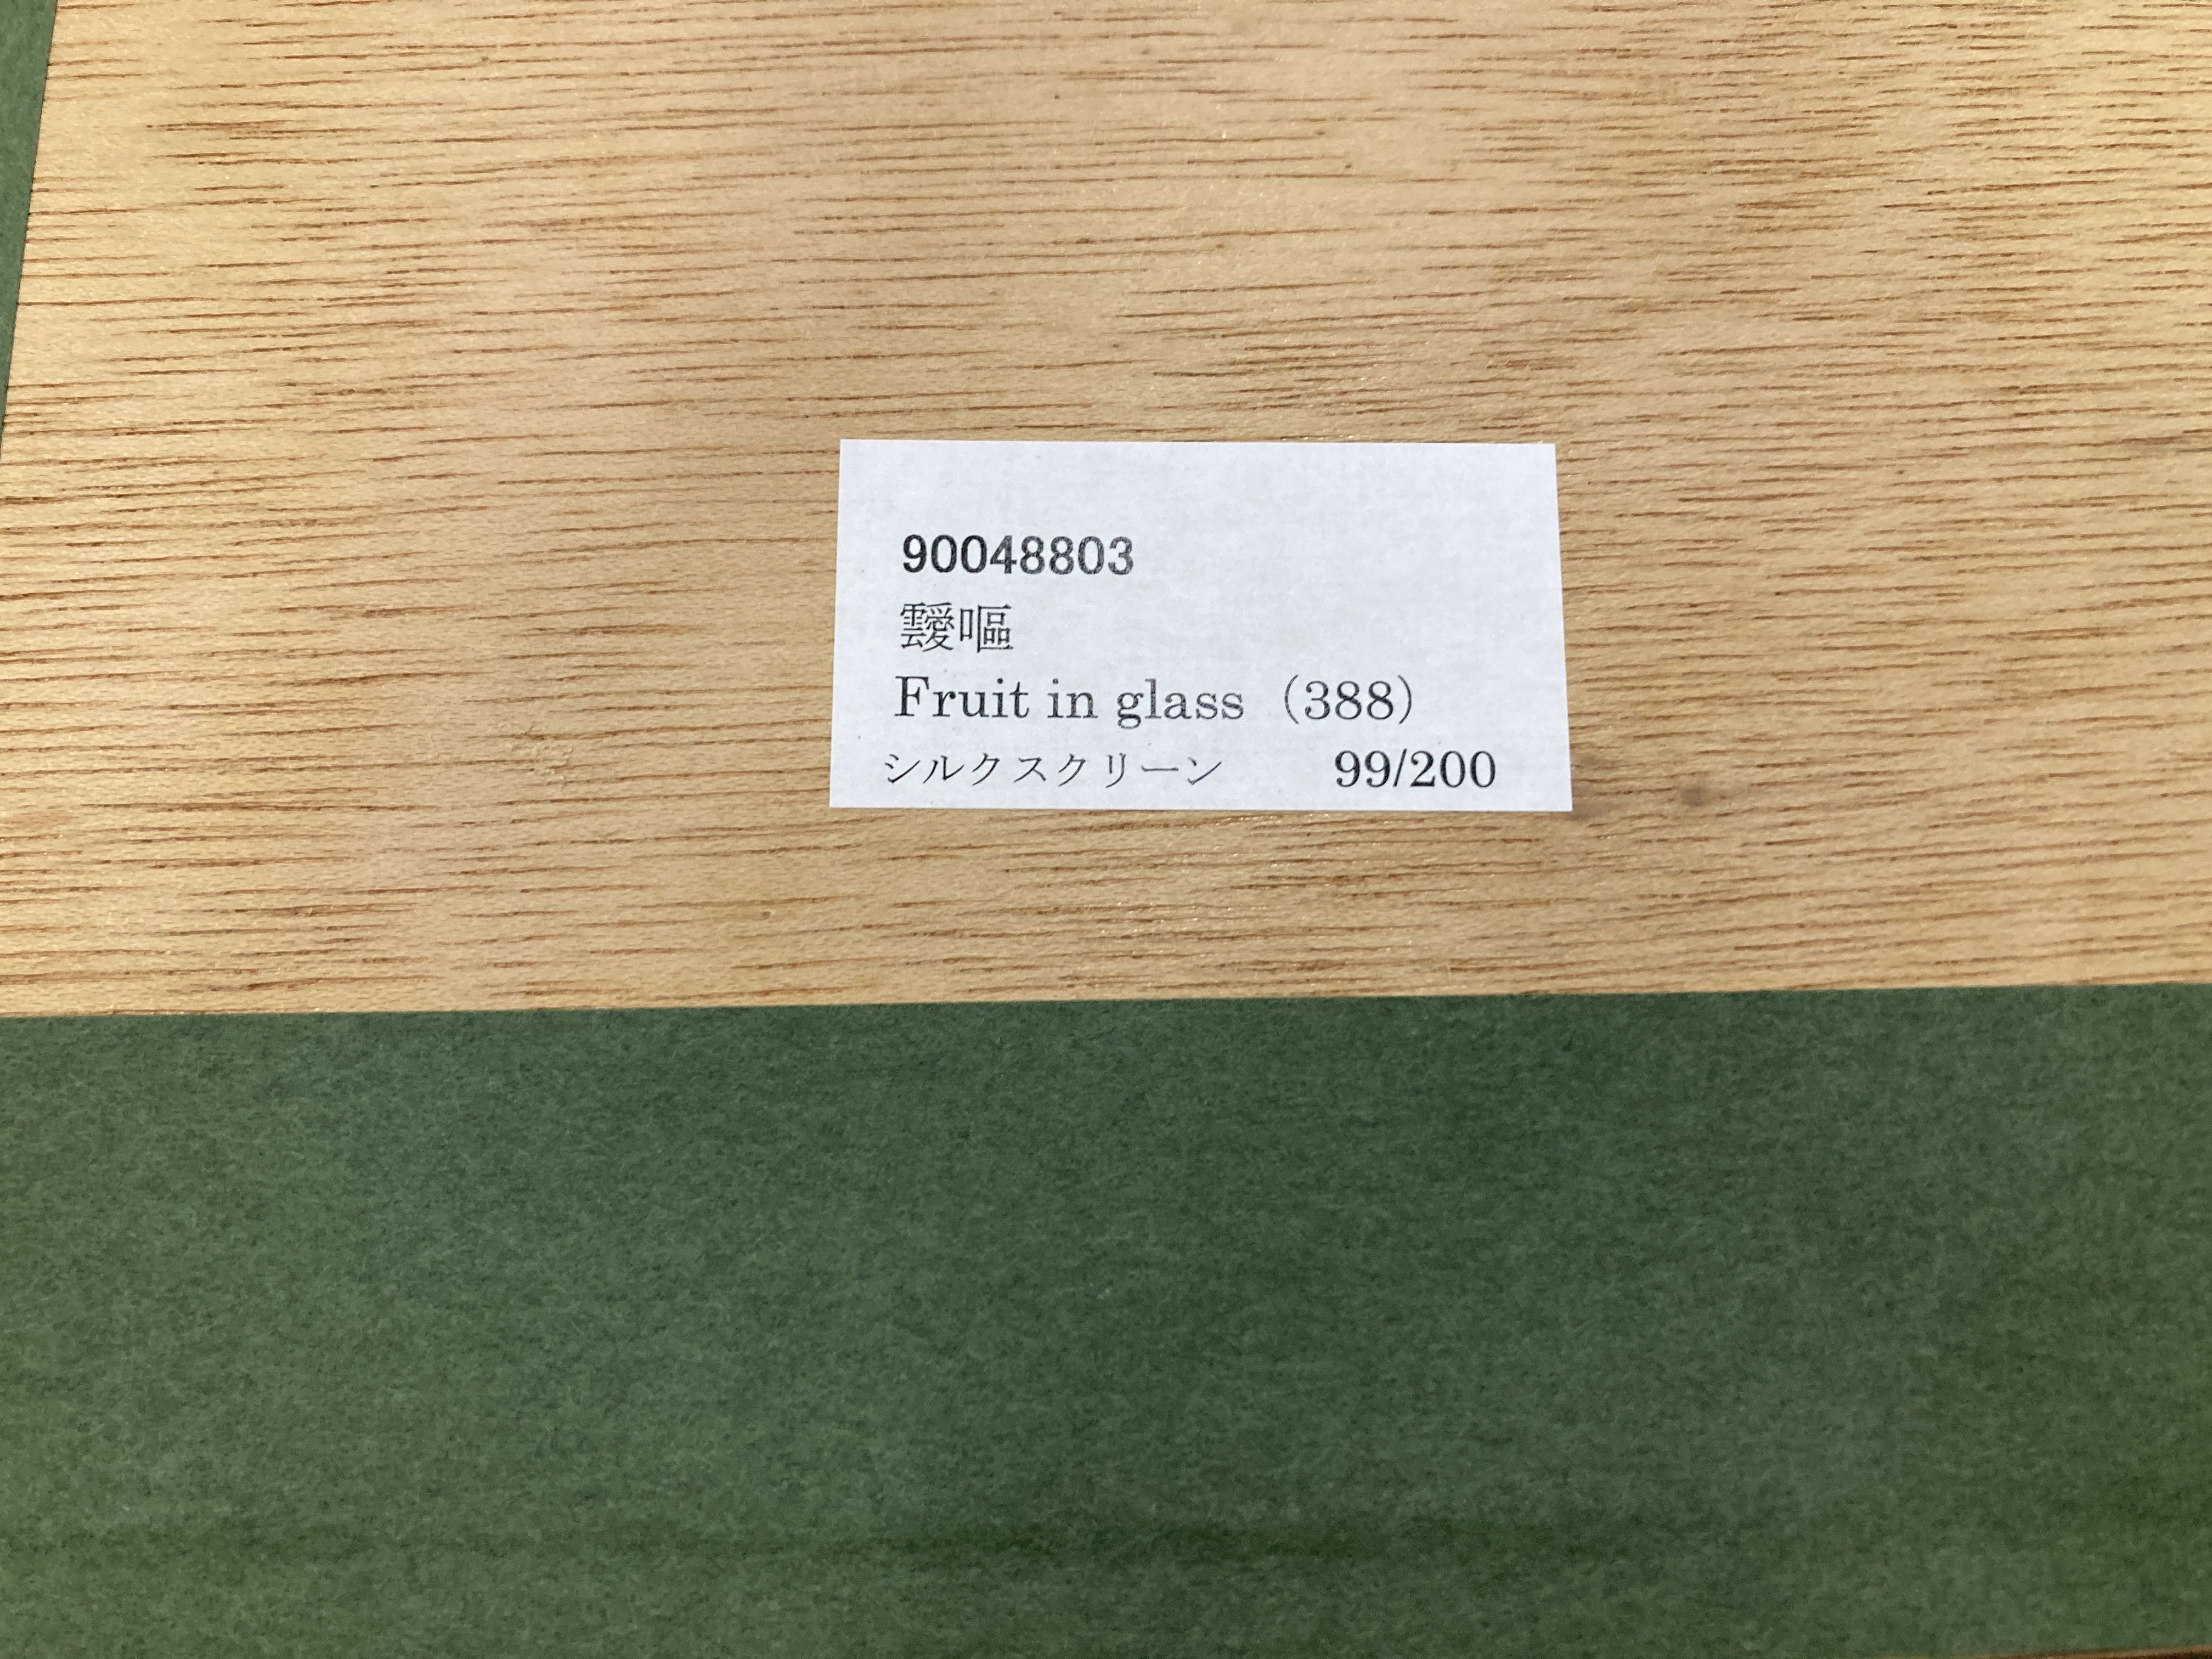 90048803
靉嘔
Fruit in glass（388）
シルクスクリーン　99/200